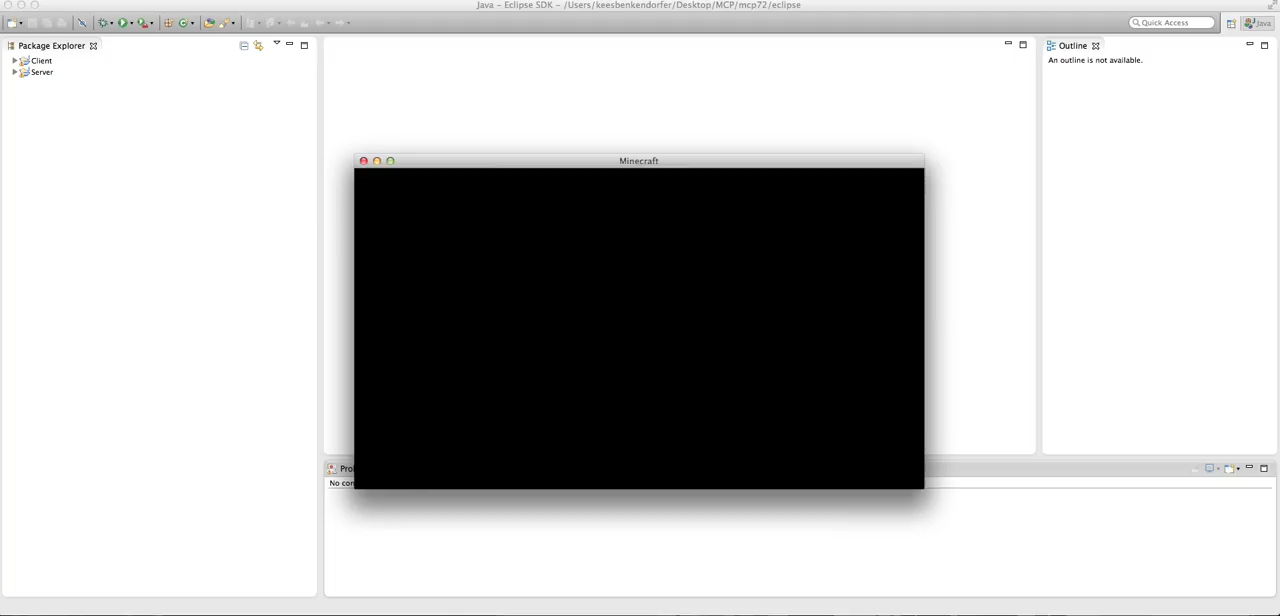 Java – Eclipse SDK – /Users/keesbenkendorfer/Desktop/MCP/mcp72/eclipse
Quick Access
Java
Package Explorer
Outline
Client
An outline is not available.
Server
Minecraft
Pro
No con